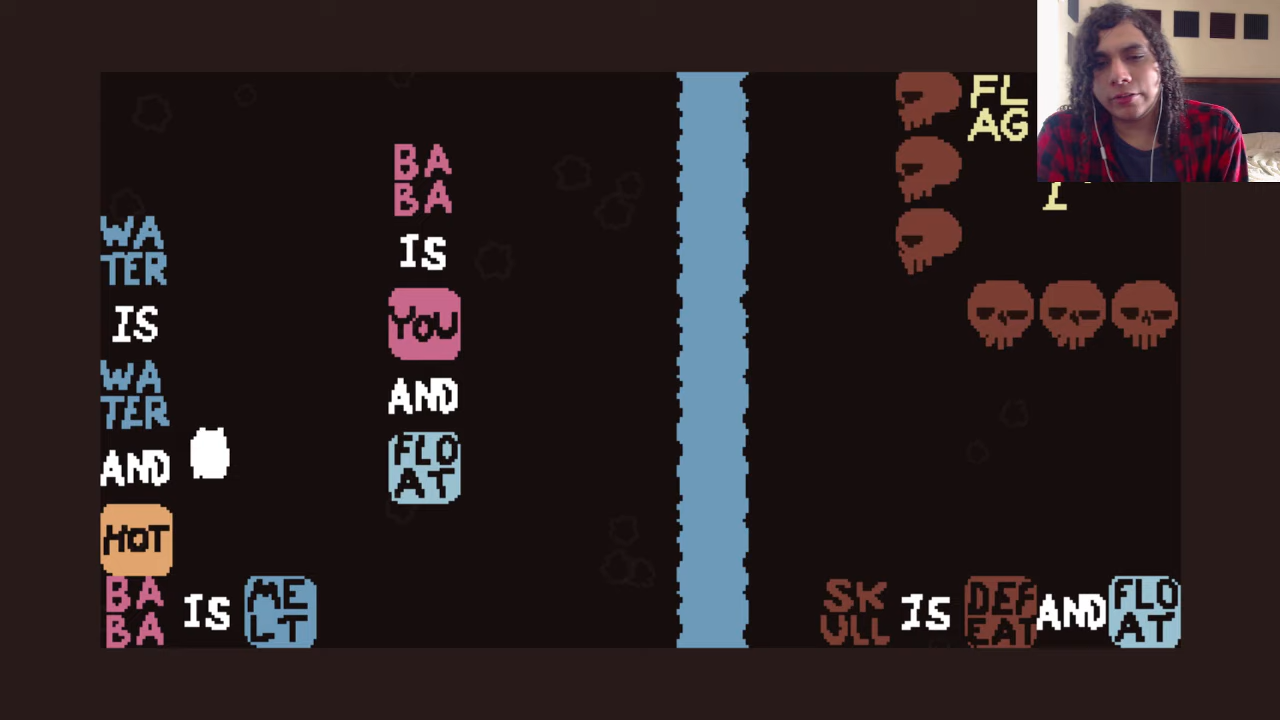 WATER
IS
WATER
AND
HOT
BABA IS MELT
BABA
IS
YOU
AND
FLOAT
FLAG
SKULL IS DEFEAT AND FLOAT